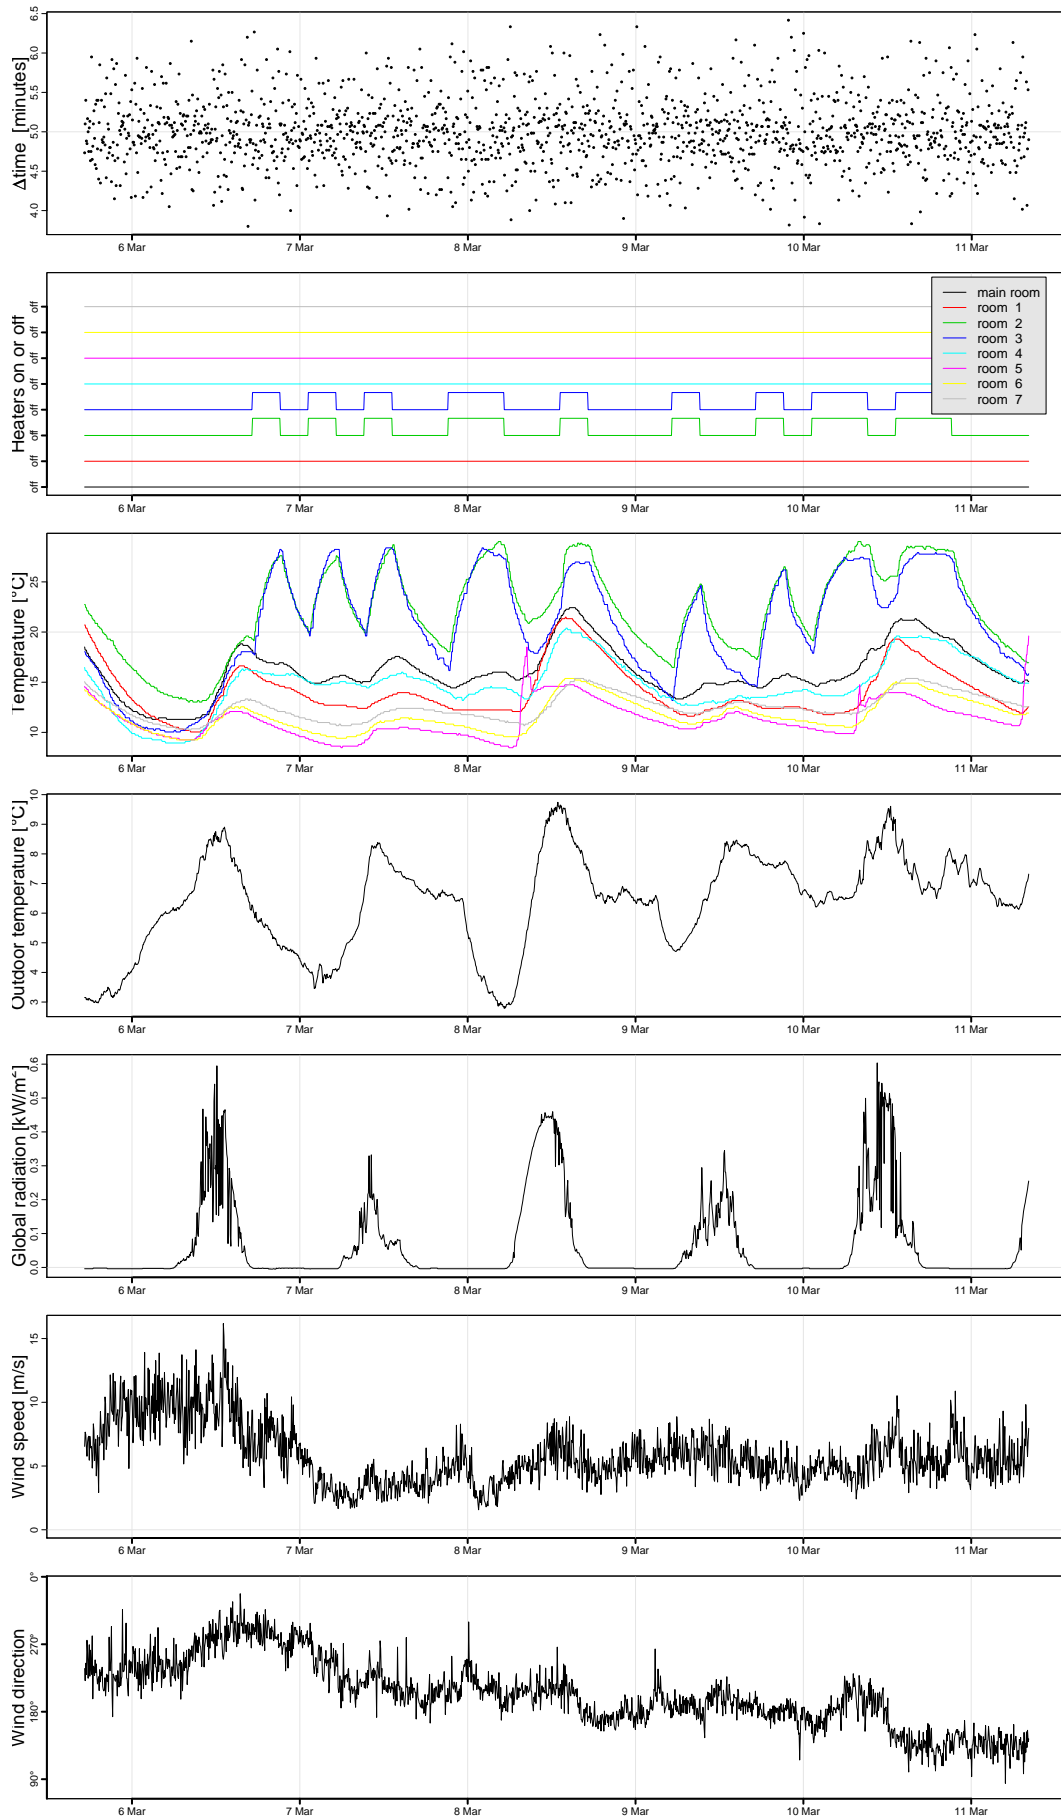 Δtime [minutes]
4.0 4.5 5.0 5.5 6.0 6.5
6 Mar 7 Mar 8 Mar 9 Mar 10 Mar 11 Mar
Heaters on or off
off off off off off off off off
main room
room 1
room 2
room 3
room 4
room 5
room 6
room 7
6 Mar 7 Mar 8 Mar 9 Mar 10 Mar 11 Mar
Temperature [°C]
10 15 20 25
6 Mar 7 Mar 8 Mar 9 Mar 10 Mar 11 Mar
Outdoor temperature [°C]
3 4 5 6 7 8 9 10
6 Mar 7 Mar 8 Mar 9 Mar 10 Mar 11 Mar
Global radiation [kW/m²]
0.0 0.1 0.2 0.3 0.4 0.5 0.6
6 Mar 7 Mar 8 Mar 9 Mar 10 Mar 11 Mar
Wind speed [m/s]
0 5 10 15
6 Mar 7 Mar 8 Mar 9 Mar 10 Mar 11 Mar
Wind direction
90° 180° 270° 0°
6 Mar 7 Mar 8 Mar 9 Mar 10 Mar 11 Mar